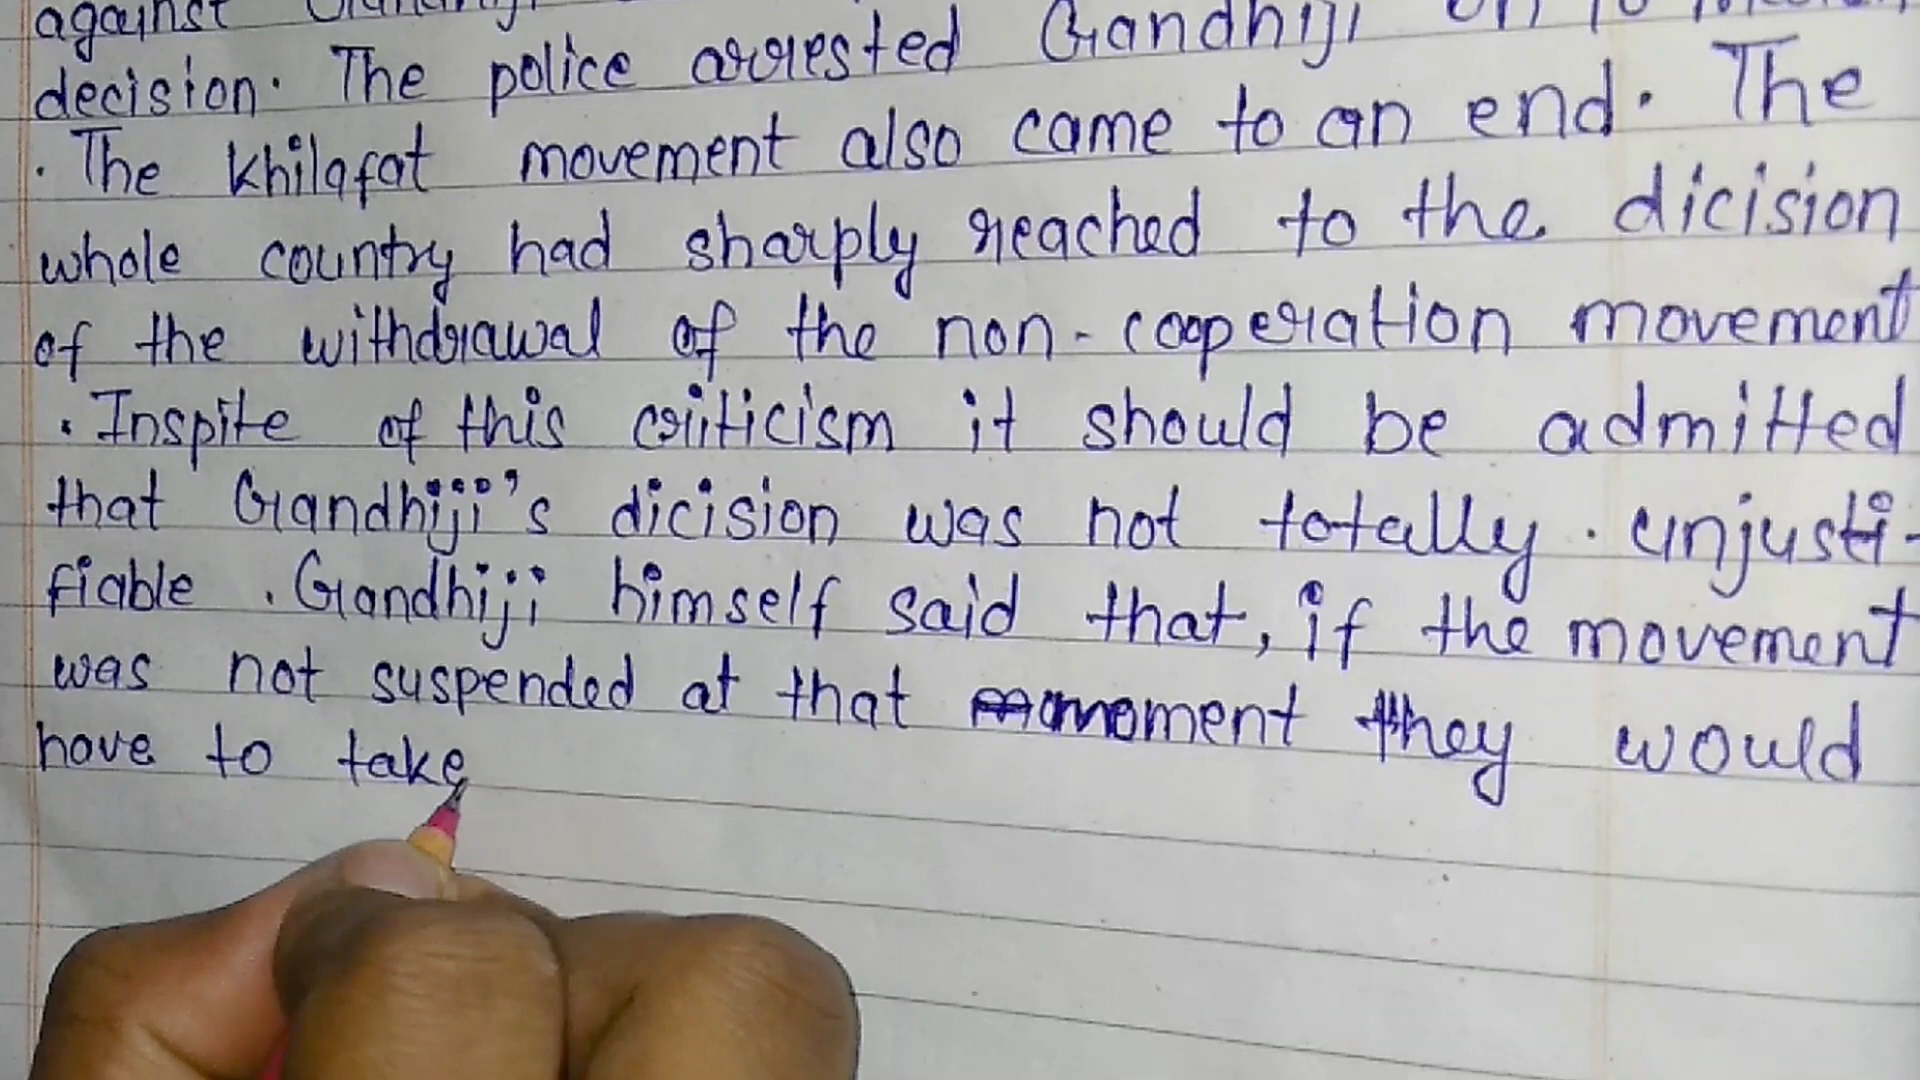 against Gandhiji
decision. The police arrested Gandhiji on 10
. The Khilafat movement also came to an end. The
whole country had sharply reached to the dicision
of the withdrawal of the non-cooperation movement
. Inspite of this criticism it should be admitted
that Gandhiji's dicision was not totally . unjusti-
fiable . Gandhiji himself said that, if the movement
was not suspended at that moment they would
have to take